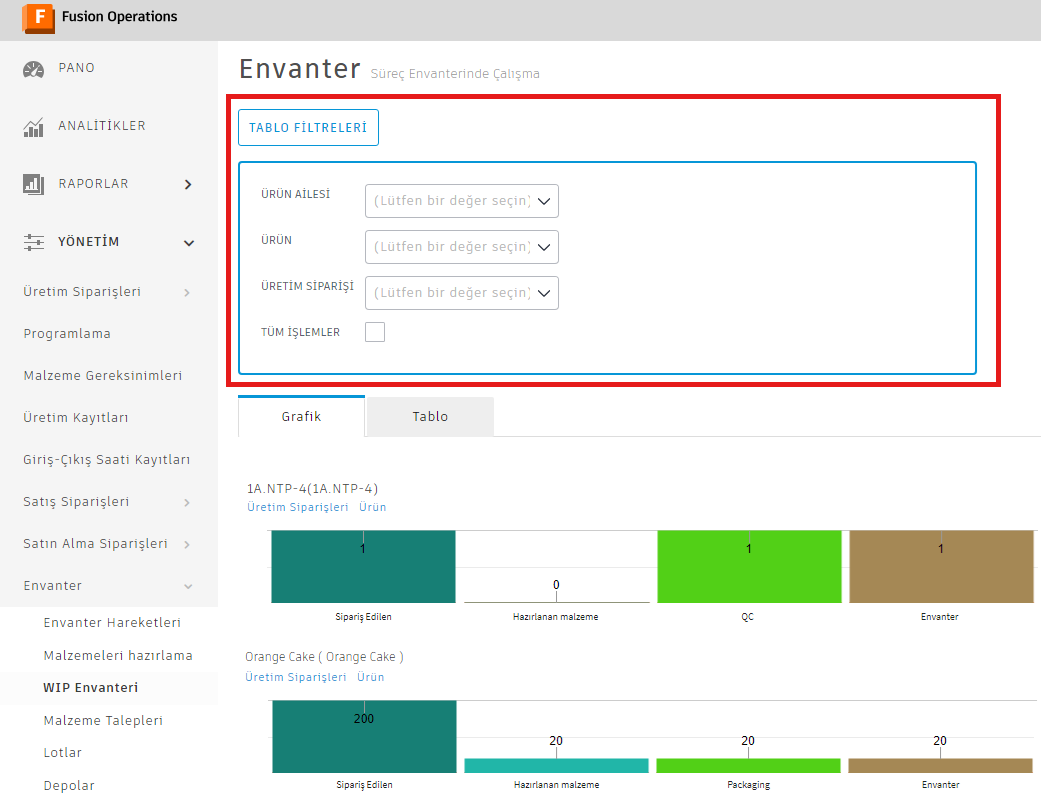 F Fusion Operations
PANO
ANALİTİKLER
RAPORLAR
YÖNETİM
Üretim Siparişleri
Programlama
Malzeme Gereksinimleri
Üretim Kayıtları
Giriş-Çıkış Saati Kayıtları
Satış Siparişleri
Satın Alma Siparişleri
Envanter
Envanter Hareketleri
Malzemeleri hazırlama
WIP Envanteri
Malzeme Talepleri
Lotlar
Depolar
Envanter Süreç Envanterinde Çalışma
TABLO FİLTRELERİ
ÜRÜN AİLESİ (Lütfen bir değer seçin)
ÜRÜN (Lütfen bir değer seçin)
ÜRETİM SİPARİŞİ (Lütfen bir değer seçin)
TÜM İŞLEMLER
Grafik Tablo
1A.NTP-4(1A.NTP-4)
Üretim Siparişleri Ürün
1 0 1 1
Sipariş Edilen Hazırlanan malzeme QC Envanter
Orange Cake ( Orange Cake )
Üretim Siparişleri Ürün
200 20 20 20
Sipariş Edilen Hazırlanan malzeme Packaging Envanter